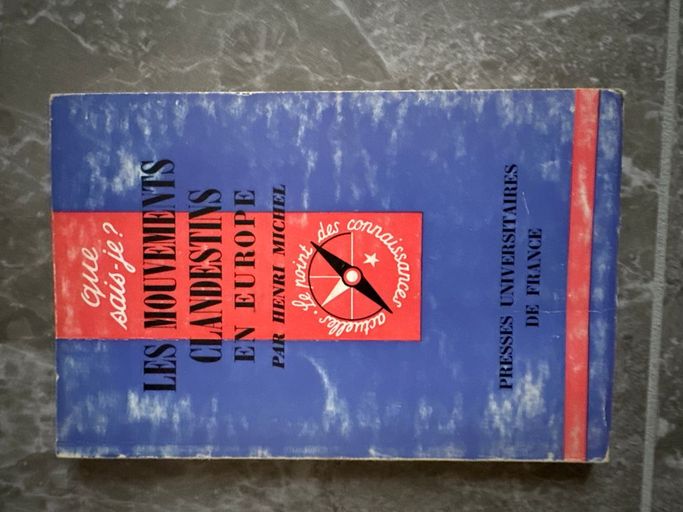 que
sais-je?
LES MOUVEMENTS
CLANDESTINS
EN EUROPE
PAR HENRI MICHEL
le point des connaissances actuelles
PRESSES UNIVERSITAIRES
DE FRANCE